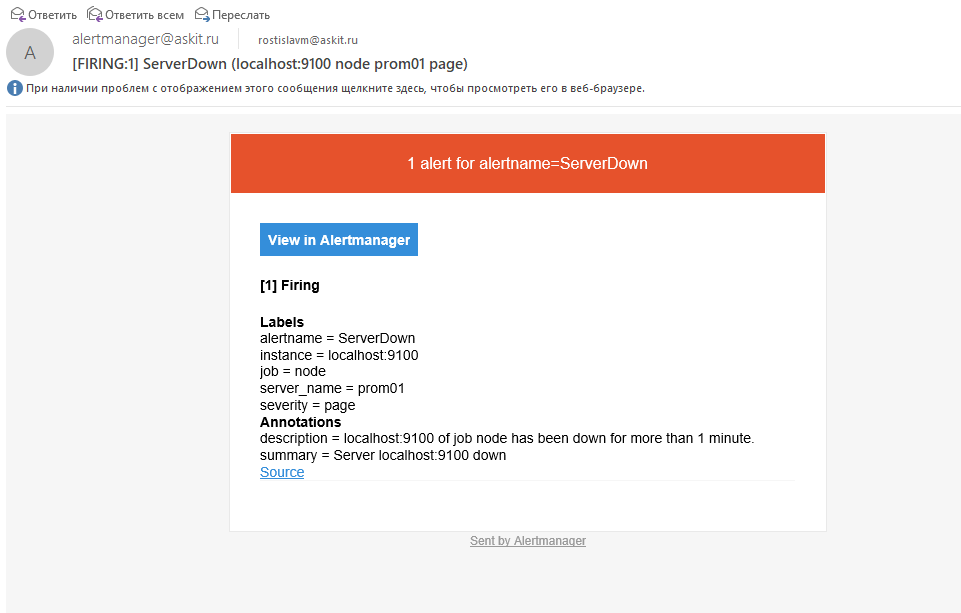 Ответить Ответить всем Переслать
A
alertmanager@askit.ru rostislavm@askit.ru
[FIRING:1] ServerDown (localhost:9100 node prom01 page)
При наличии проблем с отображением этого сообщения щелкните здесь, чтобы просмотреть его в веб-браузере.
1 alert for alertname=ServerDown
View in Alertmanager
[1] Firing
Labels
alertname = ServerDown
instance = localhost:9100
job = node
server_name = prom01
severity = page
Annotations
description = localhost:9100 of job node has been down for more than 1 minute.
summary = Server localhost:9100 down
Source
Sent by Alertmanager